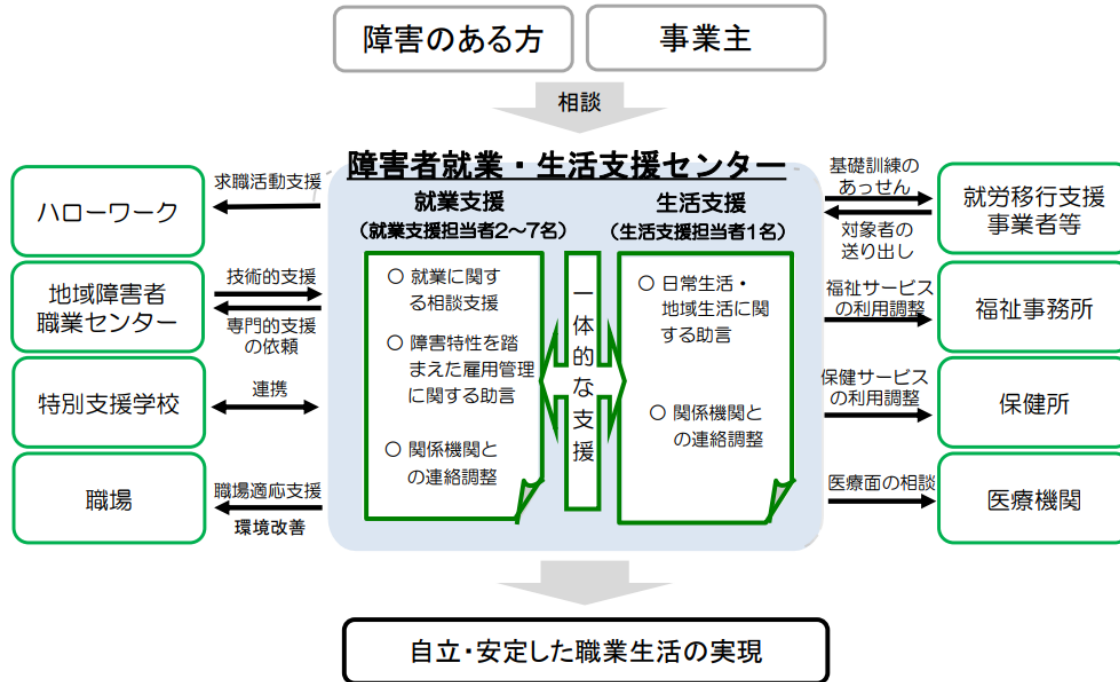 障害のある方
事業主
相談
障害者就業・生活支援センター
就業支援
(就業支援担当者2~7名)
生活支援
(生活支援担当者1名)
○ 就業に関す
る相談支援
○ 障害特性を踏
まえた雇用管理
に関する助言
○ 関係機関と
の連絡調整
一体的な支援
○ 日常生活・
地域生活に関
する助言
○ 関係機関と
の連絡調整
ハローワーク
求職活動支援
地域障害者
職業センター
技術的支援
専門的支援
の依頼
特別支援学校
連携
職場
職場適応支援
環境改善
基礎訓練の
あっせん
対象者の
送り出し
就労移行支援
事業者等
福祉サービス
の利用調整
福祉事務所
保健サービス
の利用調整
保健所
医療面の相談
医療機関
自立・安定した職業生活の実現